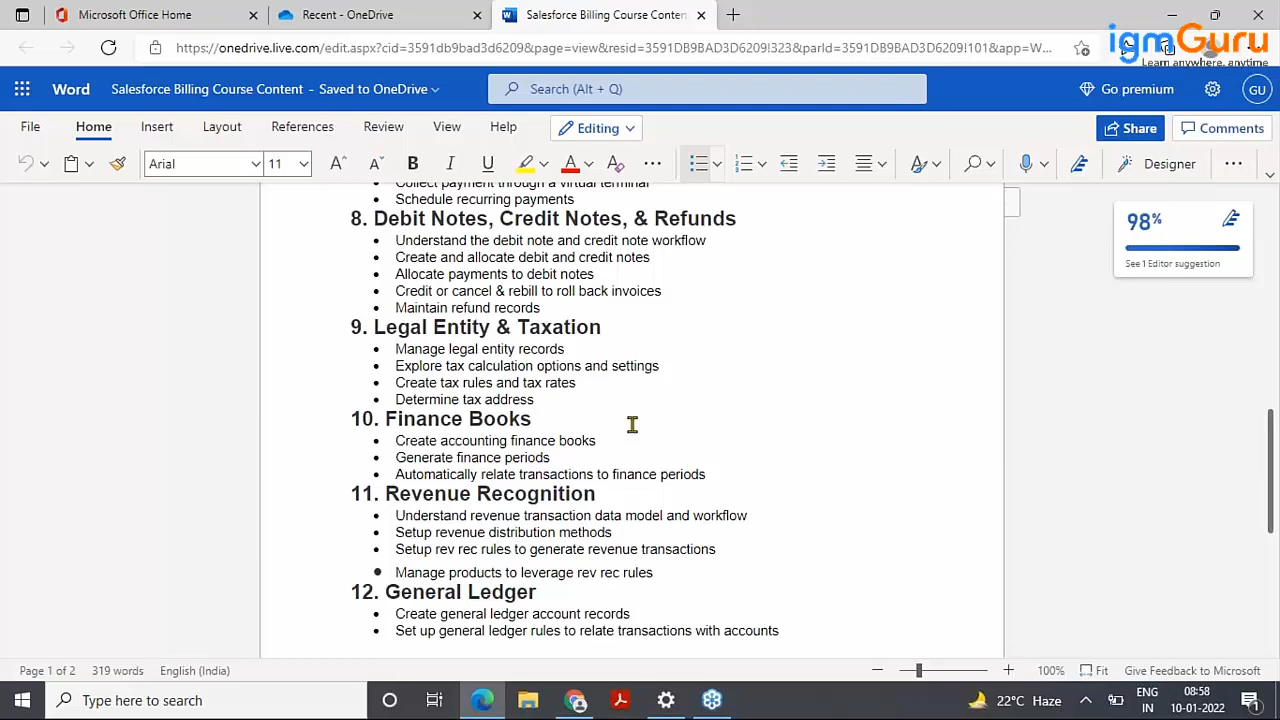 Microsoft Office Home
Recent - OneDrive
Salesforce Billing Course Conten
https://onedrive.live.com/edit.aspx?cid=3591db9bad3d6209&page=view&resid=3591DB9BAD3D6209!323&parId=3591DB9BAD3D6209!101&app=W...
igmGuru
Learn anywhere, anytime
Word
Salesforce Billing Course Content - Saved to OneDrive
Search (Alt + Q)
Go premium
GU
File
Home
Insert
Layout
References
Review
View
Help
Editing
Share
Comments
Arial
11
A
A
B
I
U
A
A
Designer
Collect payment through a virtual terminal
• Schedule recurring payments
8. Debit Notes, Credit Notes, & Refunds
• Understand the debit note and credit note workflow
• Create and allocate debit and credit notes
• Allocate payments to debit notes
• Credit or cancel & rebill to roll back invoices
• Maintain refund records
9. Legal Entity & Taxation
• Manage legal entity records
• Explore tax calculation options and settings
• Create tax rules and tax rates
• Determine tax address
10. Finance Books
• Create accounting finance books
• Generate finance periods
• Automatically relate transactions to finance periods
11. Revenue Recognition
• Understand revenue transaction data model and workflow
• Setup revenue distribution methods
• Setup rev rec rules to generate revenue transactions
• Manage products to leverage rev rec rules
12. General Ledger
• Create general ledger account records
• Set up general ledger rules to relate transactions with accounts
98%
See 1 Editor suggestion
Page 1 of 2
319 words
English (India)
100%
Fit
Give Feedback to Microsoft
Type here to search
22°C Haze
ENG
IN
08:58
10-01-2022
1